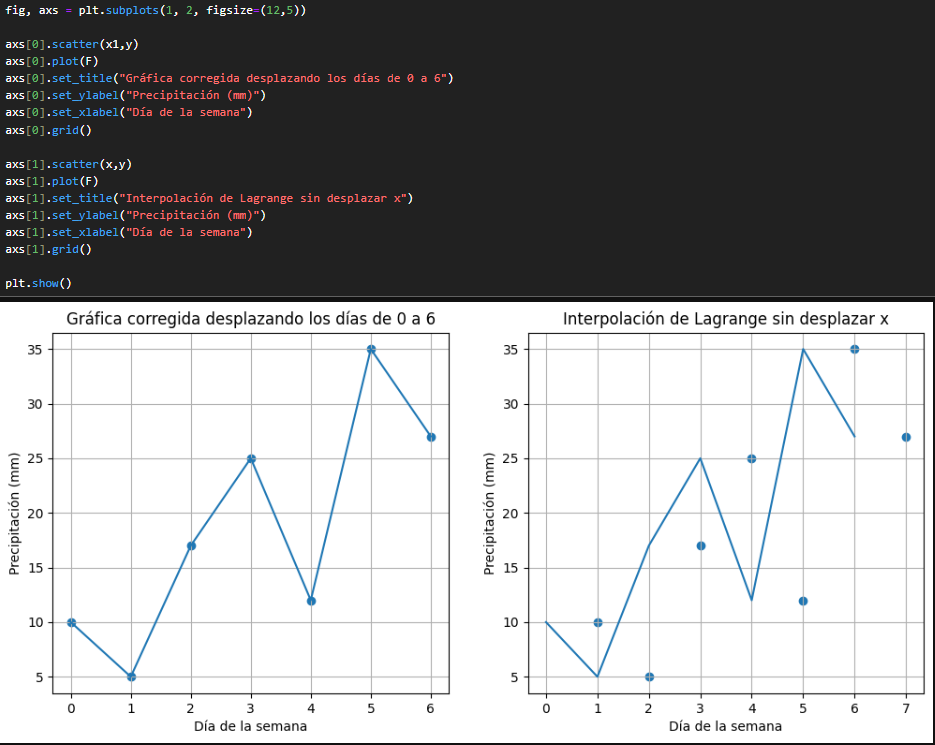 fig, axs = plt.subplots(1, 2, figsize=(12,5))
axs[0].scatter(x1,y)
axs[0].plot(F)
axs[0].set_title("Gráfica corregida desplazando los días de 0 a 6")
axs[0].set_ylabel("Precipitación (mm)")
axs[0].set_xlabel("Día de la semana")
axs[0].grid()
axs[1].scatter(x,y)
axs[1].plot(F)
axs[1].set_title("Interpolación de Lagrange sin desplazar x")
axs[1].set_ylabel("Precipitación (mm)")
axs[1].set_xlabel("Día de la semana")
axs[1].grid()
plt.show()
Gráfica corregida desplazando los días de 0 a 6
35
30
25
20
15
10
5
Precipitación (mm)
0 1 2 3 4 5 6
Día de la semana
Interpolación de Lagrange sin desplazar x
35
30
25
20
15
10
5
Precipitación (mm)
0 1 2 3 4 5 6 7
Día de la semana